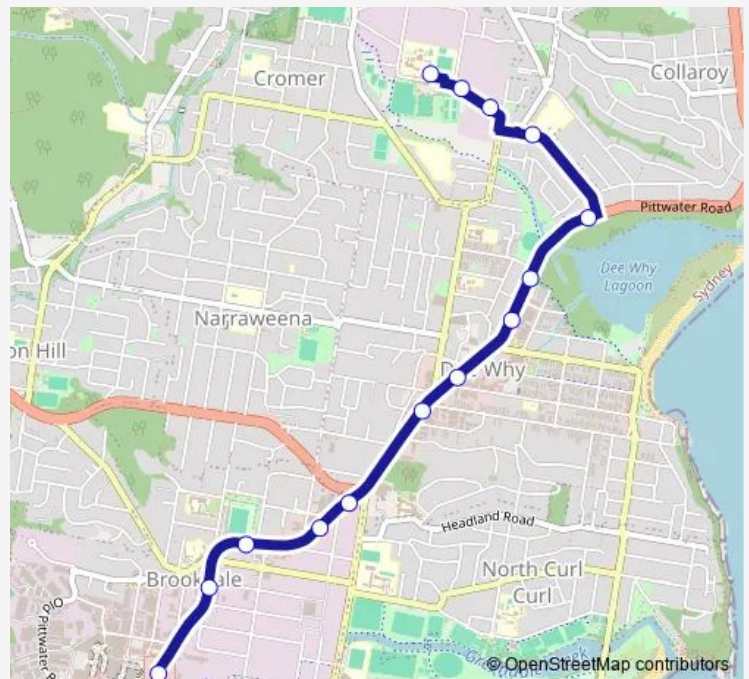 Cromer
Collaroy
Pittwater Road
Dee Why
Lagoon
Sydney
Narraweena
on Hill
Dee Why
Headland Road
Brookvale
North Curl
Curl
Pittwater R
© OpenStreetMap contributors